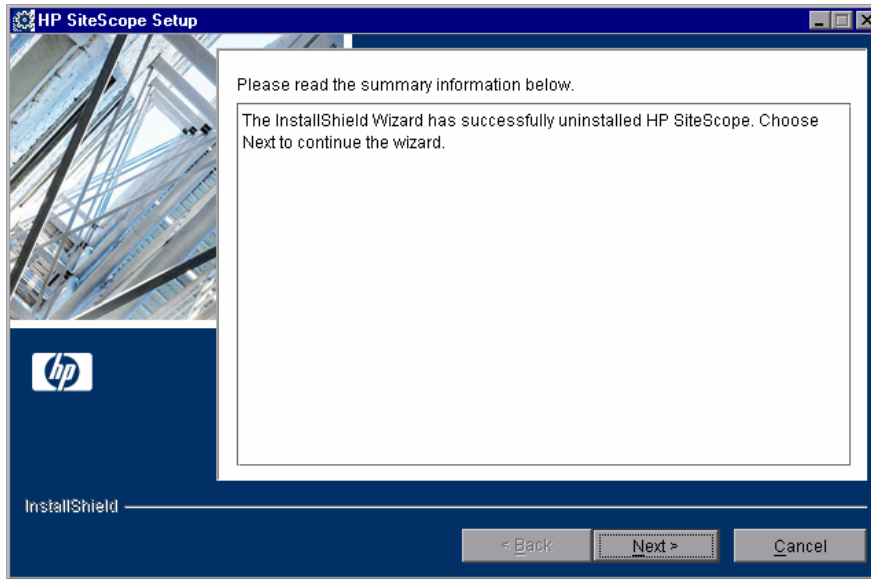 HP SiteScope Setup
Please read the summary information below.
The InstallShield Wizard has successfully uninstalled HP SiteScope. Choose
Next to continue the wizard.
hp
InstallShield
< Back
Next >
Cancel